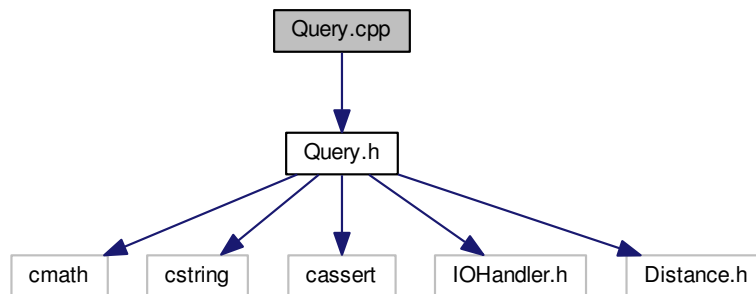 Query.cpp
Query.h
cmath
cstring
cassert
IOHandler.h
Distance.h